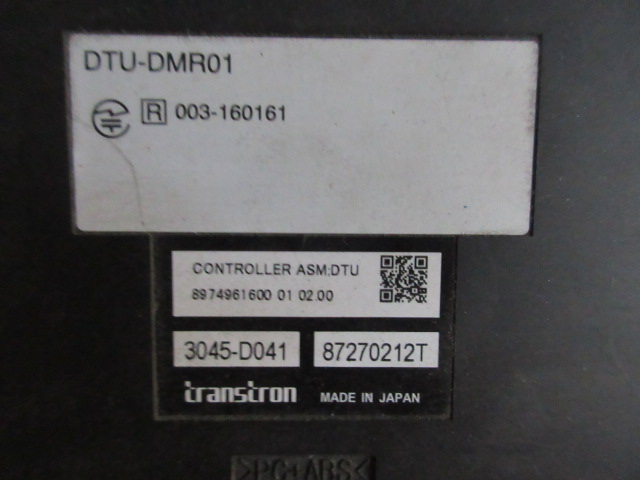 DTU-DMR01
R 003-160161
CONTROLLER ASM:DTU
8974961600 01 02.00
3045-D041 87270212T
transtron MADE IN JAPAN
>PC+ABS<